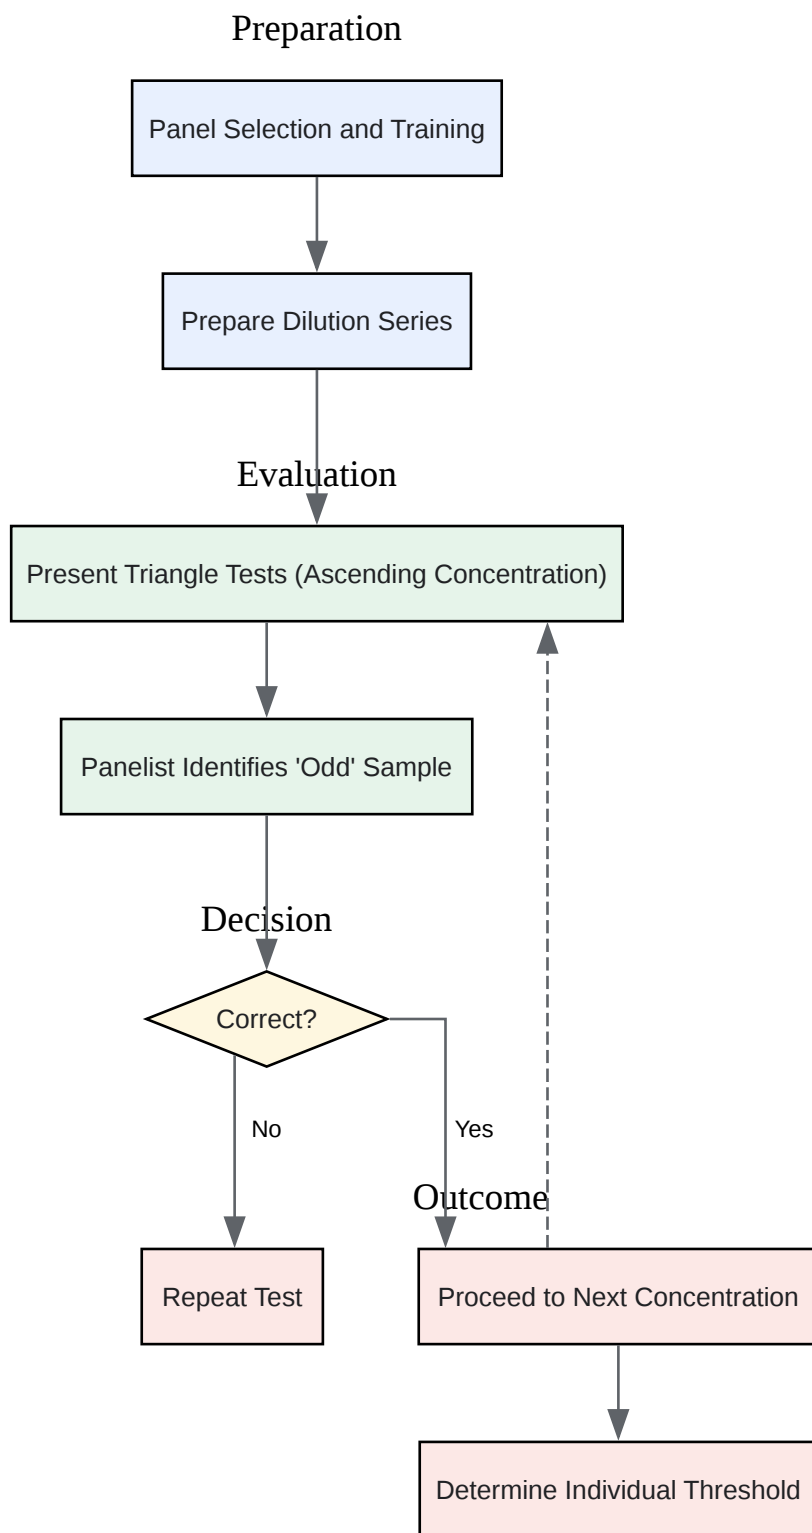 Preparation
Panel Selection and Training
Prepare Dilution Series
Evaluation
Present Triangle Tests (Ascending Concentration)
Panelist Identifies 'Odd' Sample
Decision
Correct?
No
Yes
Outcome
Repeat Test
Proceed to Next Concentration
Determine Individual Threshold